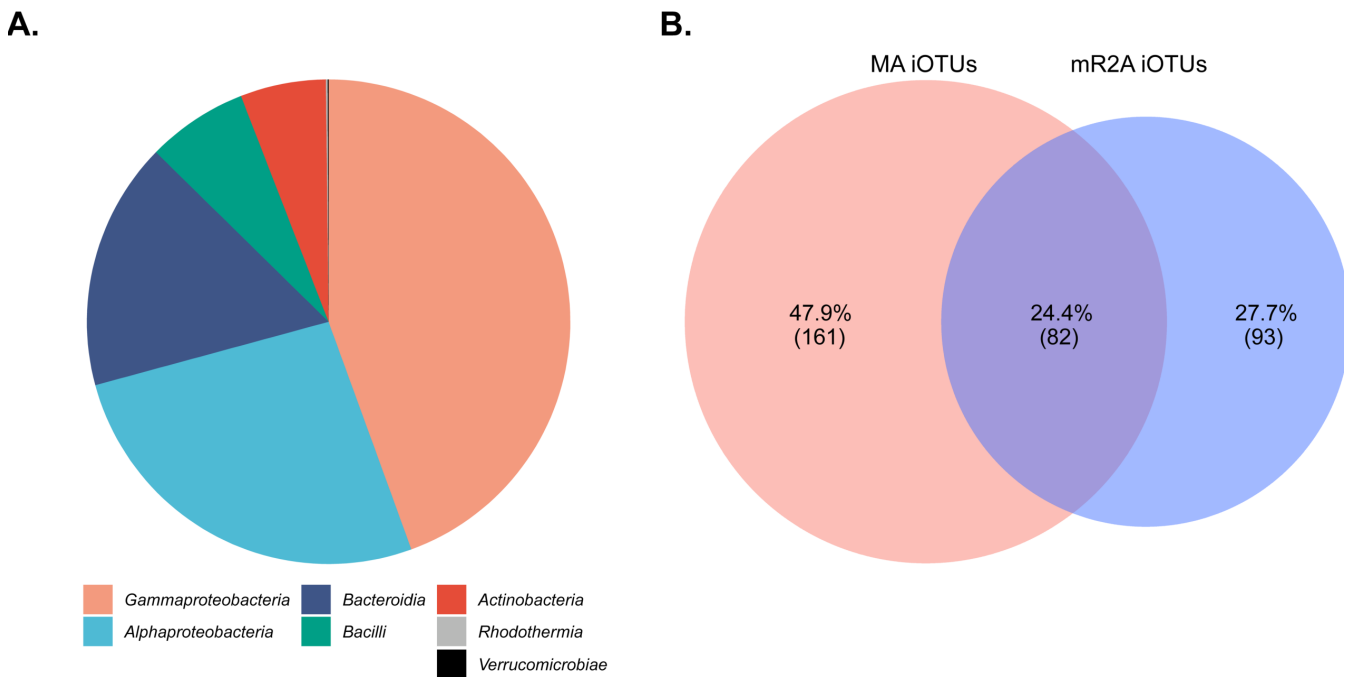 A.
Gammaproteobacteria
Alphaproteobacteria
Bacteroidia
Bacilli
Actinobacteria
Rhodothermia
Verrucomicrobiae
B.
MA iOTUs
mR2A iOTUs
47.9%
(161)
24.4%
(82)
27.7%
(93)